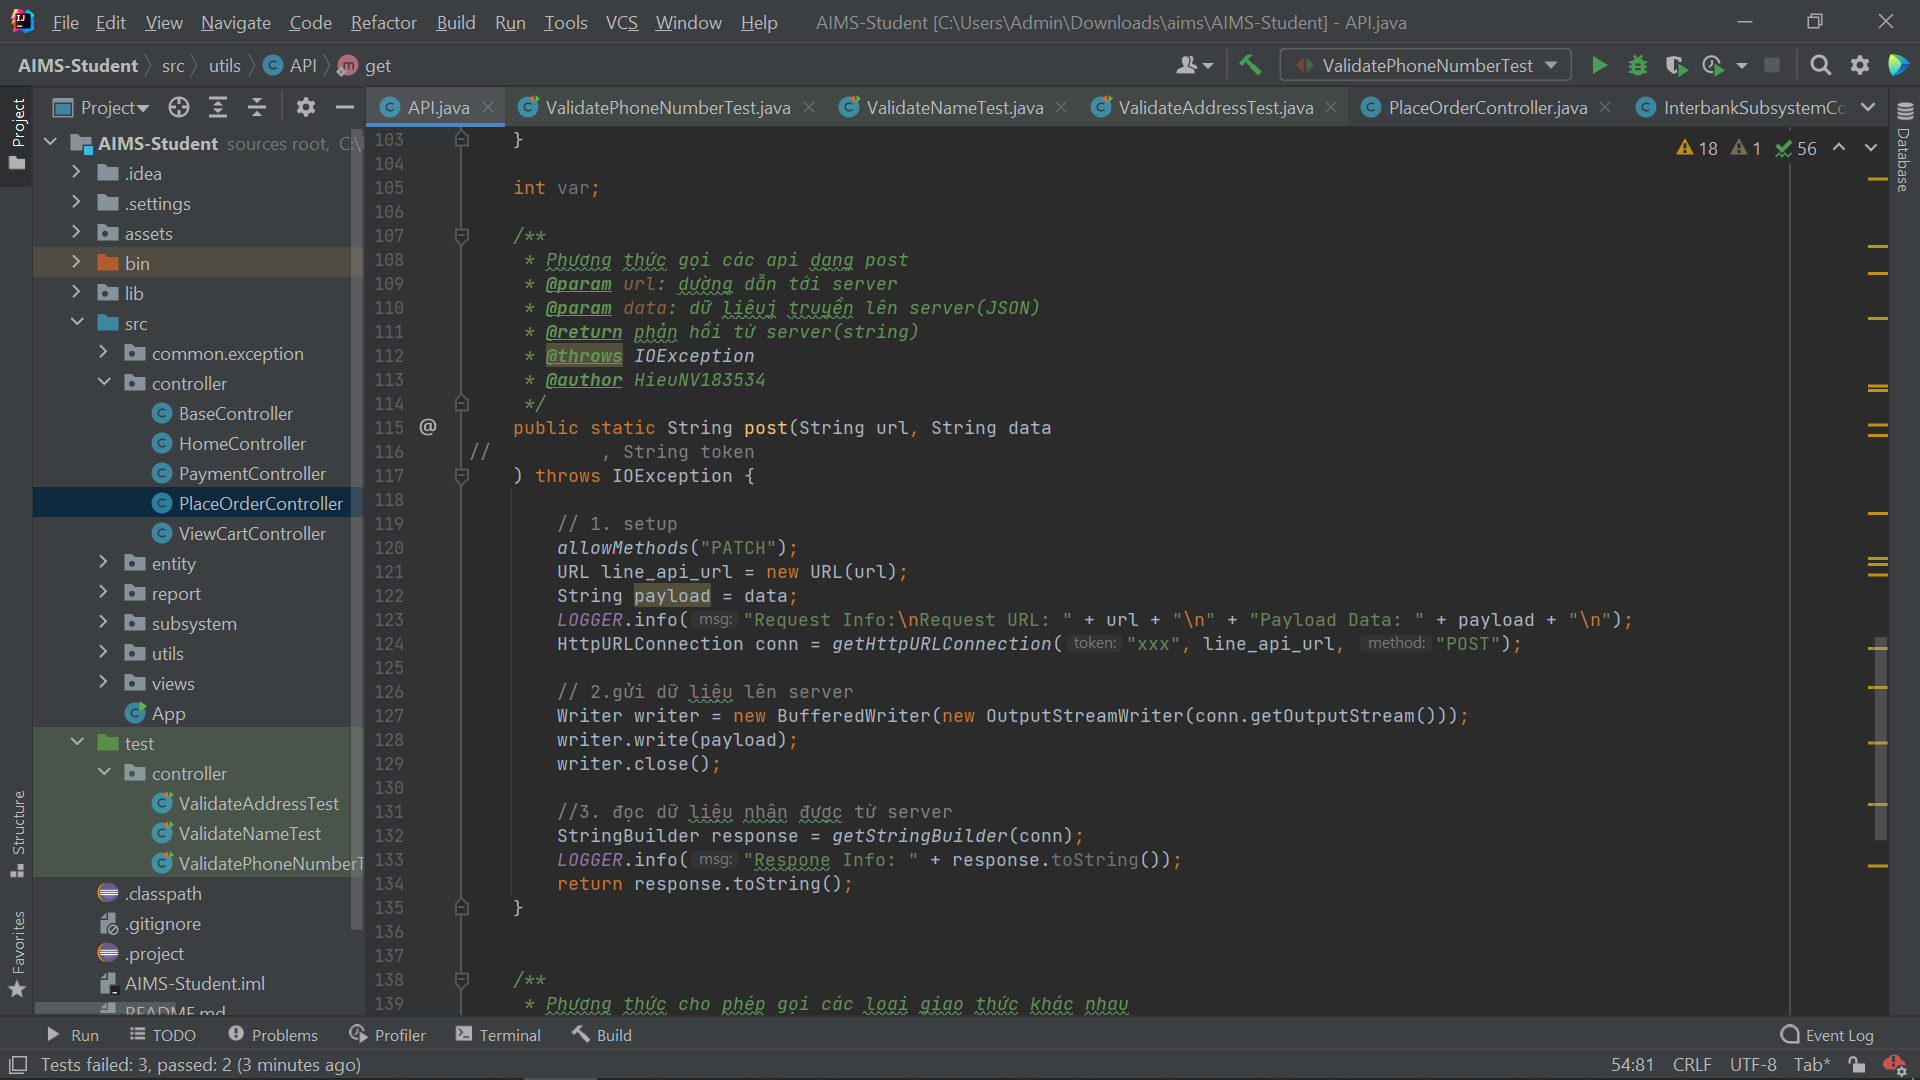 File Edit View Navigate Code Refactor Build Run Tools VCS Window Help AIMS-Student [C:\Users\Admin\Downloads\aims\AIMS-Student] - API.java
AIMS-Student src utils API get ValidatePhoneNumberTest
Project API.java ValidatePhoneNumberTest.java ValidateNameTest.java ValidateAddressTest.java PlaceOrderController.java InterbankSubsystemCo
Project
Structure
Favorites
Database
AIMS-Student sources root, C:\
.idea
.settings
assets
bin
lib
src
common.exception
controller
BaseController
HomeController
PaymentController
PlaceOrderController
ViewCartController
entity
report
subsystem
utils
views
App
test
controller
ValidateAddressTest
ValidateNameTest
ValidatePhoneNumberT
.classpath
.gitignore
.project
AIMS-Student.iml
README.md
18 1 56
103 }
104
105 int var;
106
107 /**
108 * Phương thức gọi các api dạng post
109 * @param url: dường dẫn tới server
110 * @param data: dữ liệuj truyền lên server(JSON)
111 * @return phản hồi từ server(string)
112 * @throws IOException
113 * @author HieuNV183534
114 */
115 @ public static String post(String url, String data
116 // , String token
117 ) throws IOException {
118
119 // 1. setup
120 allowMethods("PATCH");
121 URL line_api_url = new URL(url);
122 String payload = data;
123 LOGGER.info( msg: "Request Info:\nRequest URL: " + url + "\n" + "Payload Data: " + payload + "\n");
124 HttpURLConnection conn = getHttpURLConnection( token: "xxx", line_api_url, method: "POST");
125
126 // 2.gửi dữ liệu lên server
127 Writer writer = new BufferedWriter(new OutputStreamWriter(conn.getOutputStream()));
128 writer.write(payload);
129 writer.close();
130
131 //3. đọc dữ liệu nhận được từ server
132 StringBuilder response = getStringBuilder(conn);
133 LOGGER.info( msg: "Respone Info: " + response.toString());
134 return response.toString();
135 }
136
137
138 /**
139 * Phương thức cho phép gọi các loại giao thức khác nhau
Run TODO Problems Profiler Terminal Build Event Log
Tests failed: 3, passed: 2 (3 minutes ago) 54:81 CRLF UTF-8 Tab*